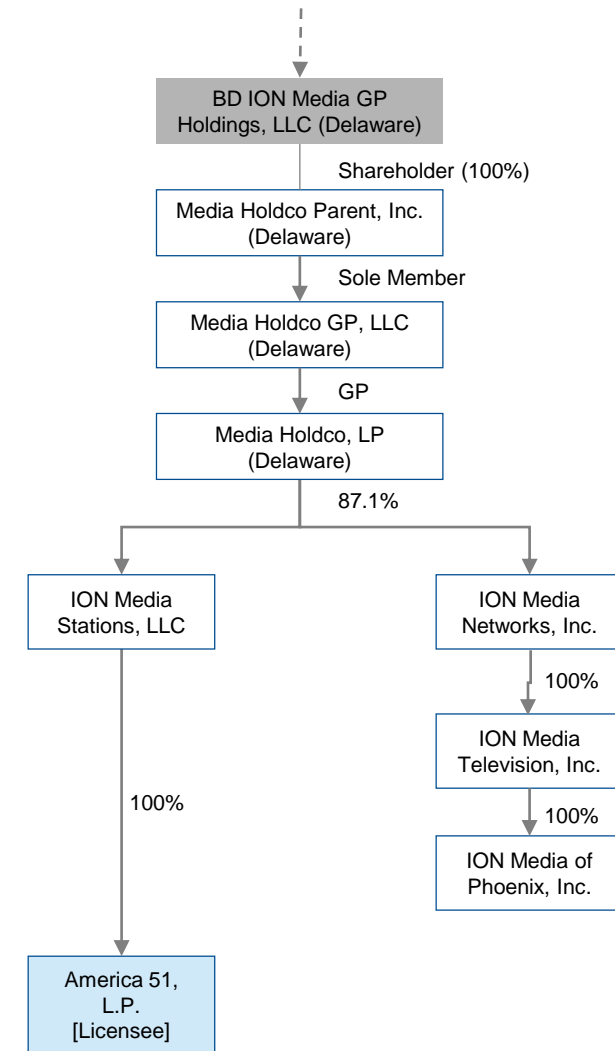 BD ION Media GP
Holdings, LLC (Delaware)
Shareholder (100%)
Media Holdco Parent, Inc.
(Delaware)
Sole Member
Media Holdco GP, LLC
(Delaware)
GP
Media Holdco, LP
(Delaware)
87.1%
ION Media
Stations, LLC
ION Media
Networks, Inc.
100%
ION Media
Television, Inc.
100%
100%
ION Media of
Phoenix, Inc.
America 51,
L.P.
[Licensee]